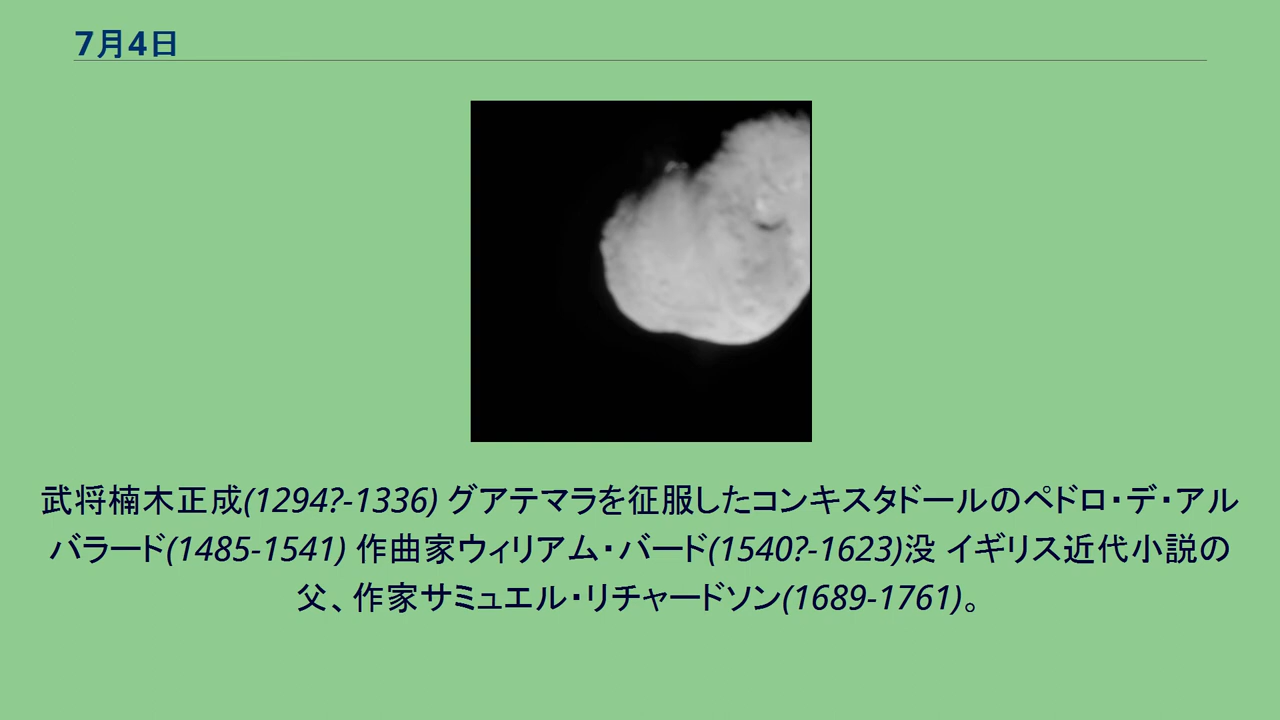 7月4日
武将楠木正成(1294?-1336) グアテマラを征服したコンキスタドールのペドロ・デ・アル
バラード(1485-1541) 作曲家ウィリアム・バード(1540?-1623)没 イギリス近代小説の
父、作家サミュエル・リチャードソン(1689-1761)。